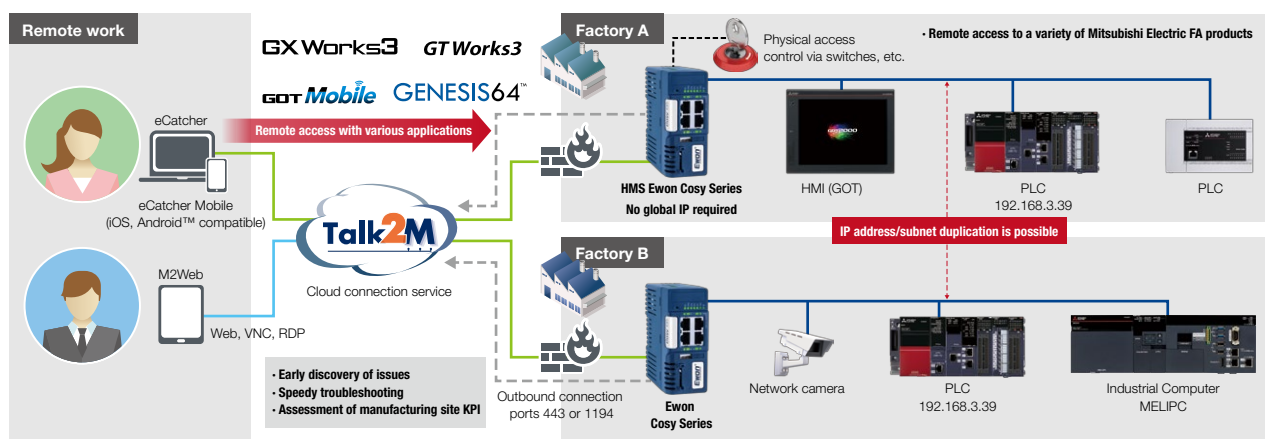 Remote work
GX Works3
GT Works3
GOT Mobile
GENESIS64™
eCatcher
Remote access with various applications
eCatcher Mobile
(iOS, Android™ compatible)
M2Web
Web, VNC, RDP
Talk2M
Cloud connection service
· Early discovery of issues
· Speedy troubleshooting
· Assessment of manufacturing site KPI
Outbound connection
ports 443 or 1194
Factory A
Physical access
control via switches, etc.
· Remote access to a variety of Mitsubishi Electric FA products
Ewon
HMS Ewon Cosy Series
No global IP required
HMI (GOT)
PLC
192.168.3.39
PLC
IP address/subnet duplication is possible
Factory B
Ewon
Ewon
Cosy Series
Network camera
PLC
192.168.3.39
Industrial Computer
MELIPC